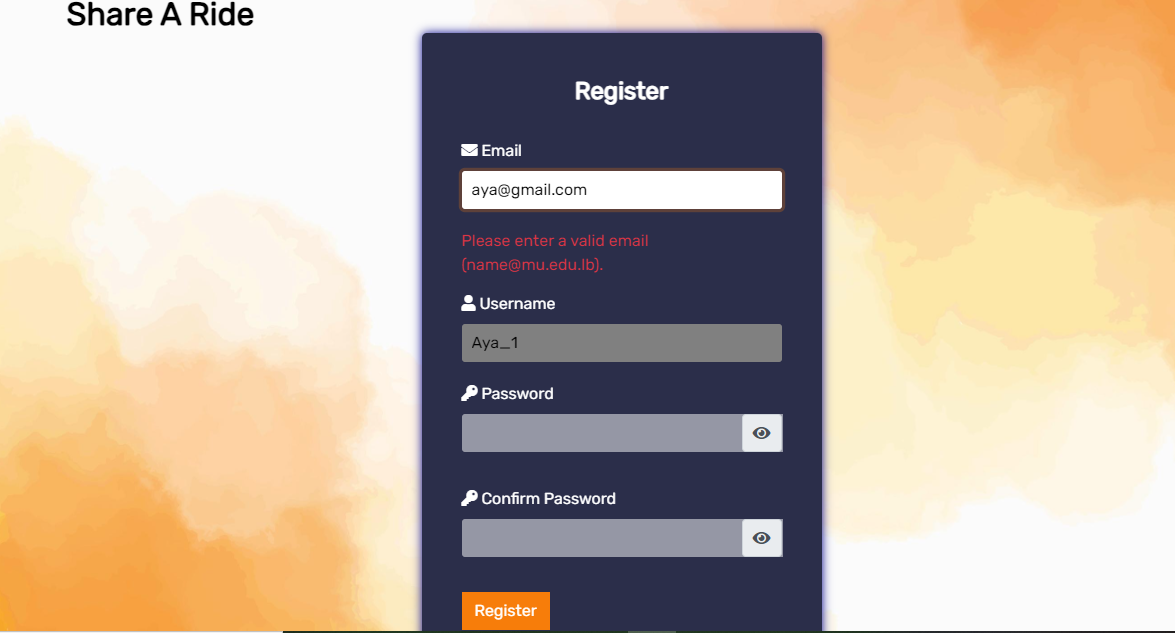 Share A Ride
Register
Email
aya@gmail.com
Please enter a valid email
(name@mu.edu.lb).
Username
Aya_1
Password
Confirm Password
Register